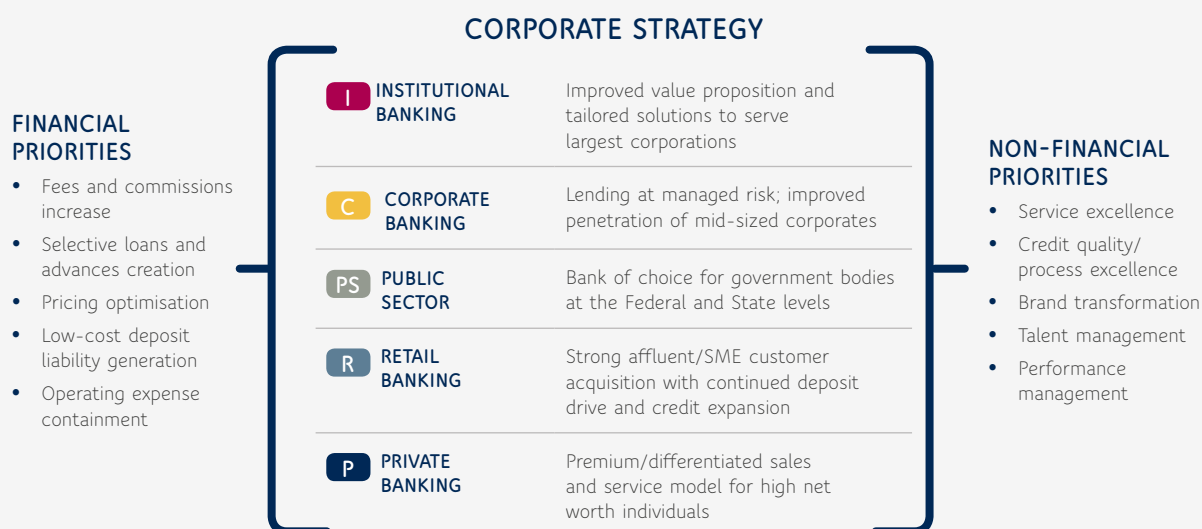 CORPORATE STRATEGY
FINANCIAL
PRIORITIES
• Fees and commissions
increase
• Selective loans and
advances creation
• Pricing optimisation
• Low-cost deposit
liability generation
• Operating expense
containment
I
INSTITUTIONAL
BANKING
Improved value proposition and
tailored solutions to serve
largest corporations
C
CORPORATE
BANKING
Lending at managed risk; improved
penetration of mid-sized corporates
PS
PUBLIC
SECTOR
Bank of choice for government bodies
at the Federal and State levels
R
RETAIL
BANKING
Strong affluent/SME customer
acquisition with continued deposit
drive and credit expansion
P
PRIVATE
BANKING
Premium/differentiated sales
and service model for high net
worth individuals
NON-FINANCIAL
PRIORITIES
• Service excellence
• Credit quality/
process excellence
• Brand transformation
• Talent management
• Performance
management